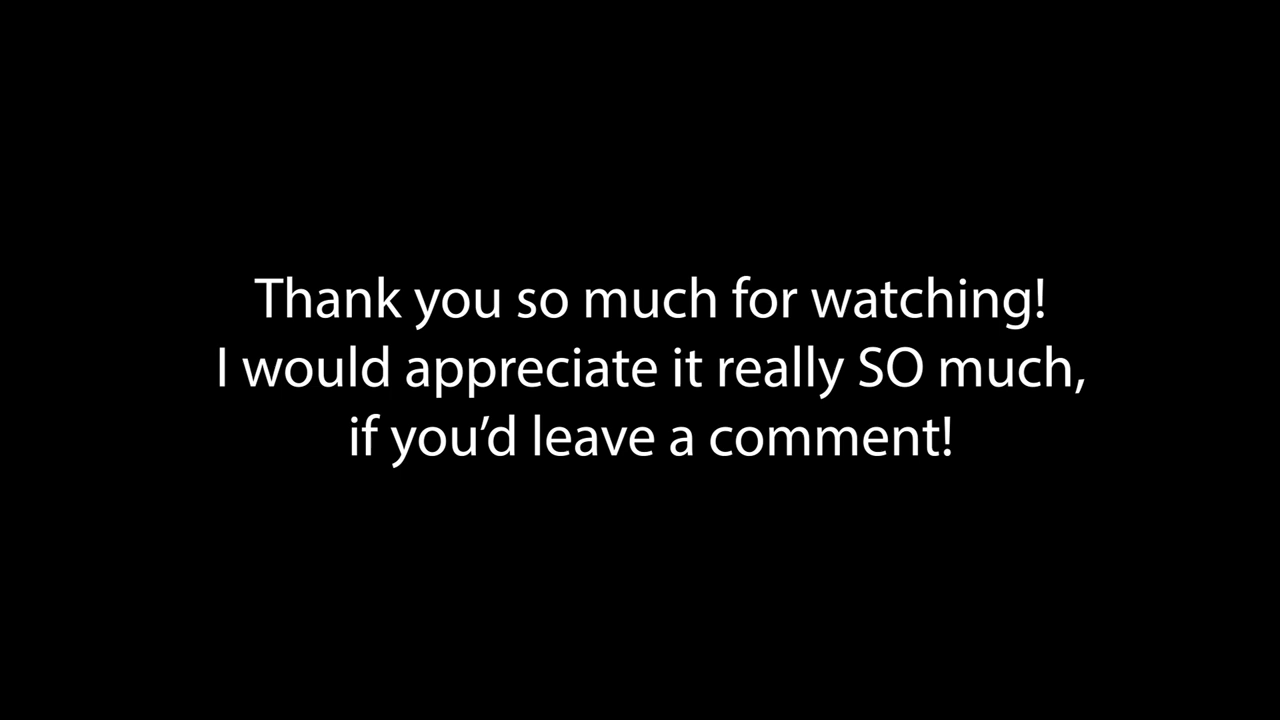 Thank you so much for watching!
I would appreciate it really SO much,
if you’d leave a comment!